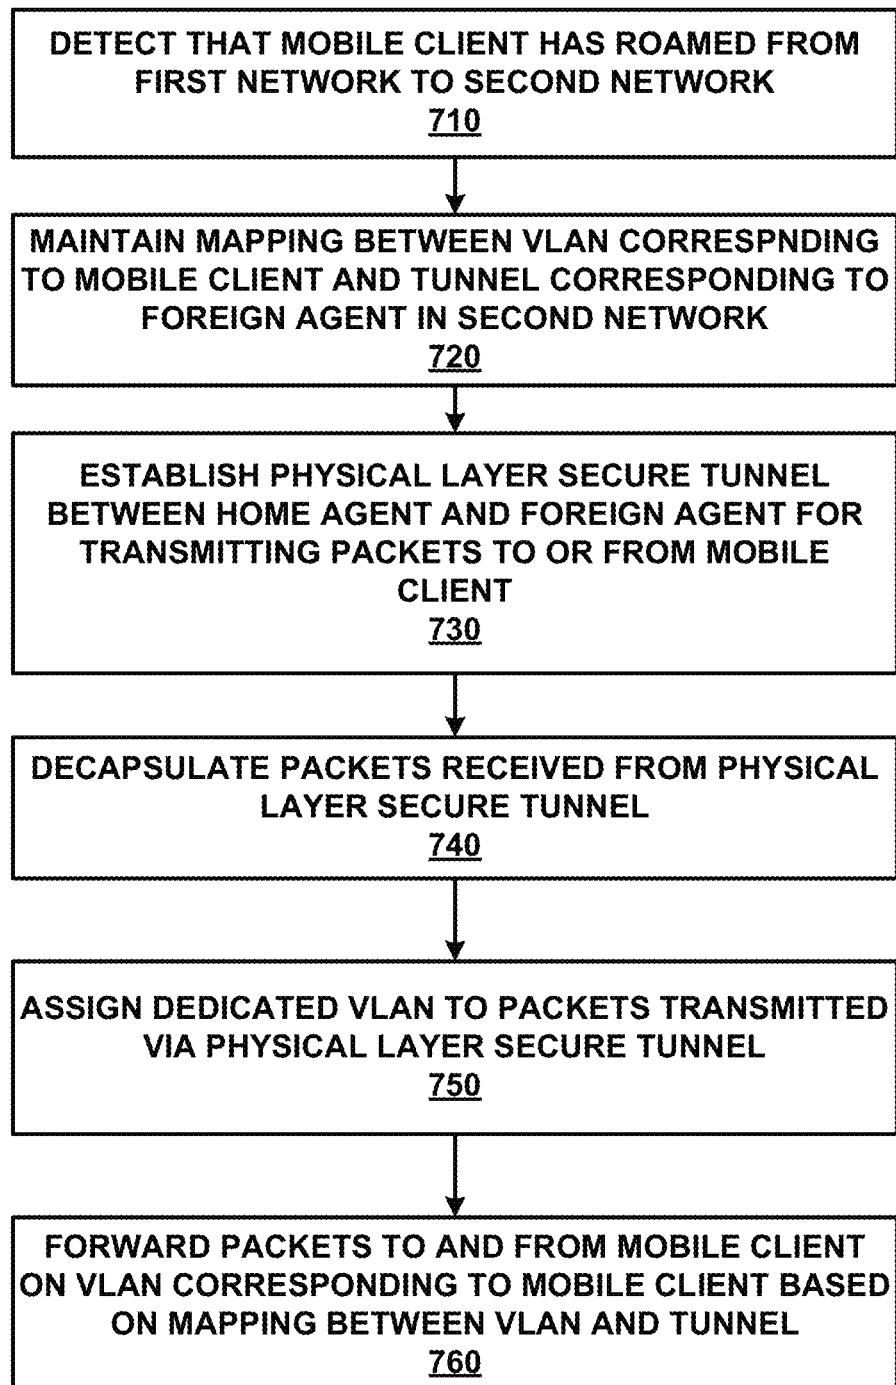 DETECT THAT MOBILE CLIENT HAS ROAMED FROM
FIRST NETWORK TO SECOND NETWORK
710
MAINTAIN MAPPING BETWEEN VLAN CORRESPNDING
TO MOBILE CLIENT AND TUNNEL CORRESPONDING TO
FOREIGN AGENT IN SECOND NETWORK
720
ESTABLISH PHYSICAL LAYER SECURE TUNNEL
BETWEEN HOME AGENT AND FOREIGN AGENT FOR
TRANSMITTING PACKETS TO OR FROM MOBILE
CLIENT
730
DECAPSULATE PACKETS RECEIVED FROM PHYSICAL
LAYER SECURE TUNNEL
740
ASSIGN DEDICATED VLAN TO PACKETS TRANSMITTED
VIA PHYSICAL LAYER SECURE TUNNEL
750
FORWARD PACKETS TO AND FROM MOBILE CLIENT
ON VLAN CORRESPONDING TO MOBILE CLIENT BASED
ON MAPPING BETWEEN VLAN AND TUNNEL
760